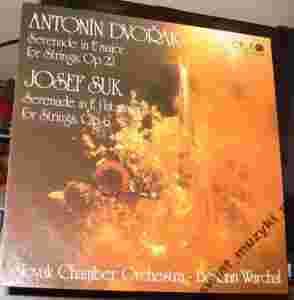 ANTONÍN DVOŘÁK
Serenade in E major
for Strings, Op. 22
JOSEF SUK
Serenade in E flat
for Strings, Op. 6
Slovak Chamber Orchestra - Bohdan Warchal
muzyki